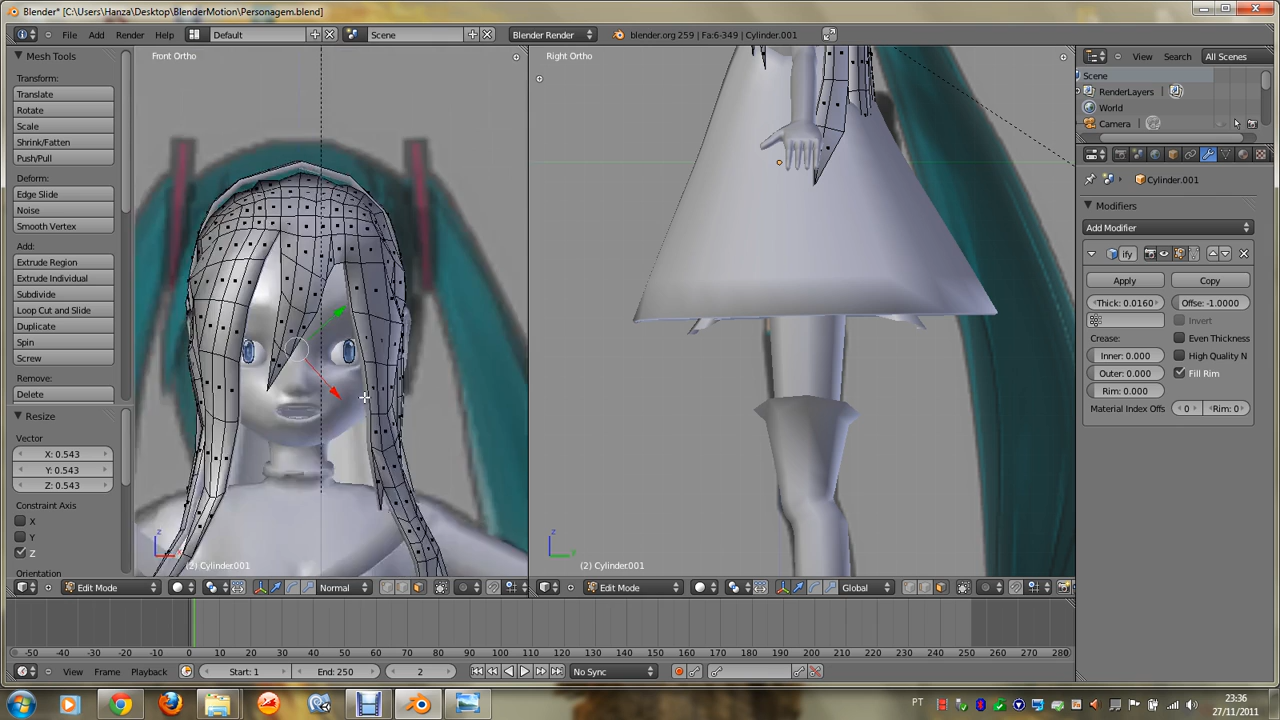 Blender* [C:\Users\Hanza\Desktop\BlenderMotion\Personagem.blend]
File Add Render Help Default Scene Blender Render blender.org 259 | Fa:6-349 | Cylinder.001
Mesh Tools
Transform:
Translate
Rotate
Scale
Shrink/Fatten
Push/Pull
Deform:
Edge Slide
Noise
Smooth Vertex
Add:
Extrude Region
Extrude Individual
Subdivide
Loop Cut and Slide
Duplicate
Spin
Screw
Remove:
Delete
Resize
Vector
X: 0.543
Y: 0.543
Z: 0.543
Constraint Axis
X
Y
Z
Orientation
Front Ortho
z
(2) Cylinder.001
Edit Mode Normal
Right Ortho
z
y
(2) Cylinder.001
Edit Mode Global
View Search All Scenes
Scene
RenderLayers
World
Camera
Cylinder.001
Modifiers
Add Modifier
ify
Apply Copy
Thick: 0.0160 Offse: -1.0000
Invert
Crease: Even Thickness
Inner: 0.000 High Quality N
Outer: 0.000 Fill Rim
Rim: 0.000
Material Index Offs 0 Rim: 0
-50 -40 -30 -20 -10 0 10 20 30 40 50 60 70 80 90 100 110 120 130 140 150 160 170 180 190 200 210 220 230 240 250 260 270 280
View Frame Playback Start: 1 End: 250 2 No Sync
PT
23:36
27/11/2011